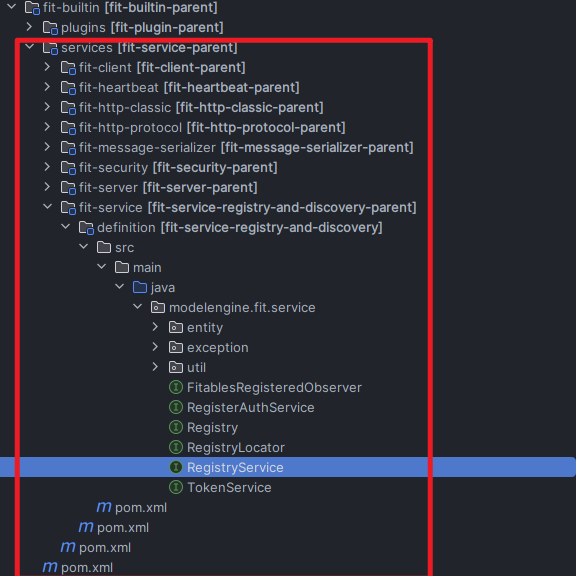 fit-builtin [fit-builtin-parent]
plugins [fit-plugin-parent]
services [fit-service-parent]
fit-client [fit-client-parent]
fit-heartbeat [fit-heartbeat-parent]
fit-http-classic [fit-http-classic-parent]
fit-http-protocol [fit-http-protocol-parent]
fit-message-serializer [fit-message-serializer-parent]
fit-security [fit-security-parent]
fit-server [fit-server-parent]
fit-service [fit-service-registry-and-discovery-parent]
definition [fit-service-registry-and-discovery]
src
main
java
modelengine.fit.service
entity
exception
util
I FitablesRegisteredObserver
I RegisterAuthService
I Registry
I RegistryLocator
I RegistryService
I TokenService
m pom.xml
m pom.xml
m pom.xml
m pom.xml